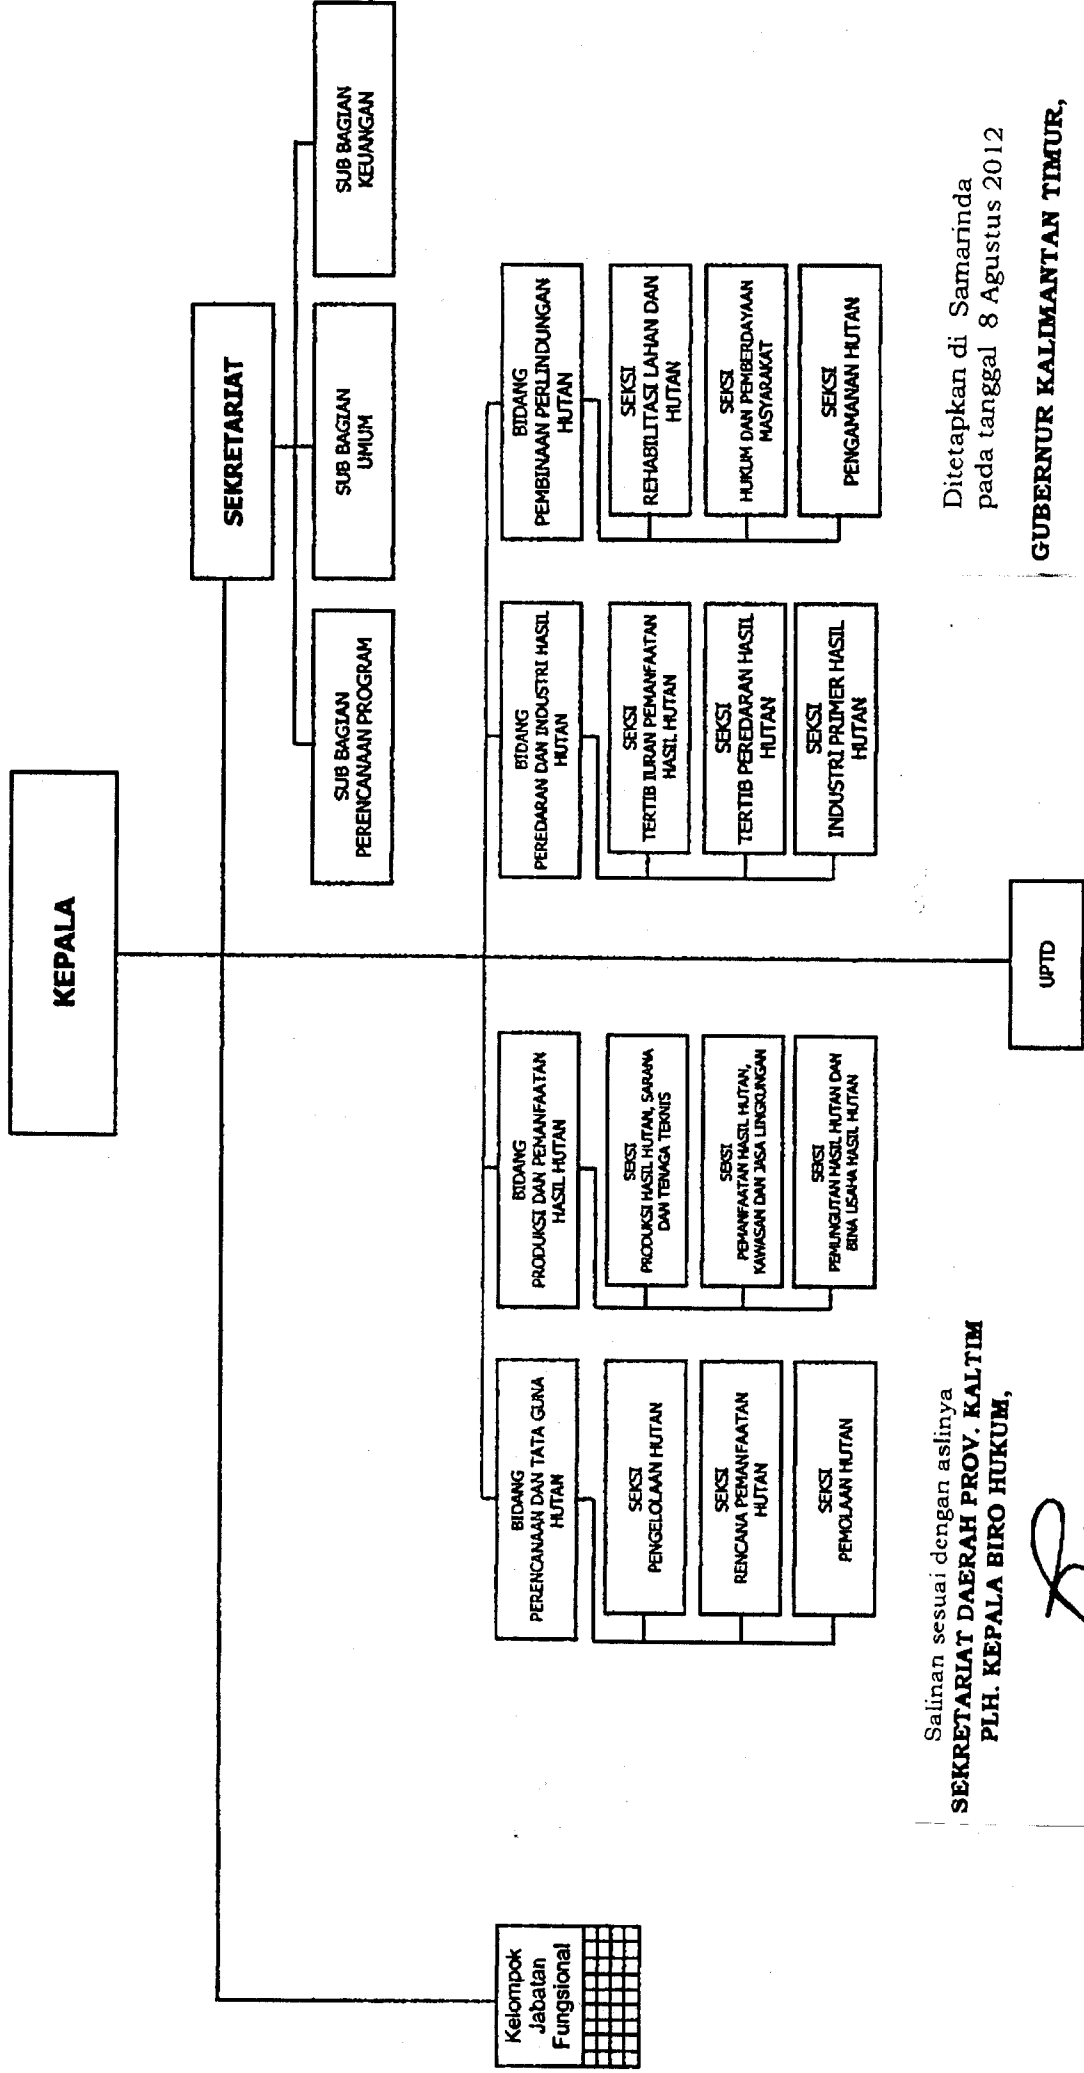 KEPALA
SEKRETARIAT
SUB BAGIAN
PERENCANAAN PROGRAM
SUB BAGIAN
UMUM
SUB BAGIAN
KEUANGAN
Kelompok
Jabatan
Fungsional
BIDANG
PERENCANAAN DAN TATA GUNA
HUTAN
SEKSI
PENGELOLAAN HUTAN
SEKSI
RENCANA PEMANFAATAN
HUTAN
SEKSI
PEMOLAAN HUTAN
BIDANG
PRODUKSI DAN PEMANFAATAN
HASIL HUTAN
SEKSI
PRODUKSI HASIL HUTAN, SARANA
DAN TENAGA TEKNIS
SEKSI
PEMANFAATAN HASIL HUTAN,
KAWASAN DAN JASA LINGKUNGAN
SEKSI
PEMUNGUTAN HASIL HUTAN DAN
BINA USAHA HASIL HUTAN
BIDANG
PEREDARAN DAN INDUSTRI HASIL
HUTAN
SEKSI
TERTIB IURAN PEMANFAATAN
HASIL HUTAN
SEKSI
TERTIB PEREDARAN HASIL
HUTAN
SEKSI
INDUSTRI PRIMER HASIL
HUTAN
BIDANG
PEMBINAAN PERLINDUNGAN
HUTAN
SEKSI
REHABILITASI LAHAN DAN
HUTAN
SEKSI
HUKUM DAN PEMBERDAYAAN
MASYARAKAT
SEKSI
PENGAMANAN HUTAN
UPTD
Salinan sesuai dengan aslinya
SEKRETARIAT DAERAH PROV. KALTIM
PLH. KEPALA BIRO HUKUM,
Ditetapkan di Samarinda
pada tanggal 8 Agustus 2012
GUBERNUR KALIMANTAN TIMUR,